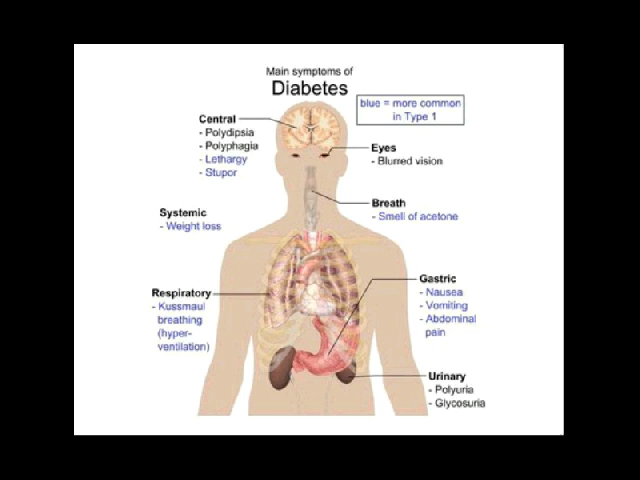 Main symptoms of
Diabetes
blue = more common
in Type 1
Central
- Polydipsia
- Polyphagia
- Lethargy
- Stupor
Eyes
- Blurred vision
Breath
- Smell of acetone
Systemic
- Weight loss
Respiratory
- Kussmaul
breathing
(hyper-
ventilation)
Gastric
- Nausea
- Vomiting
- Abdominal
pain
Urinary
- Polyuria
- Glycosuria